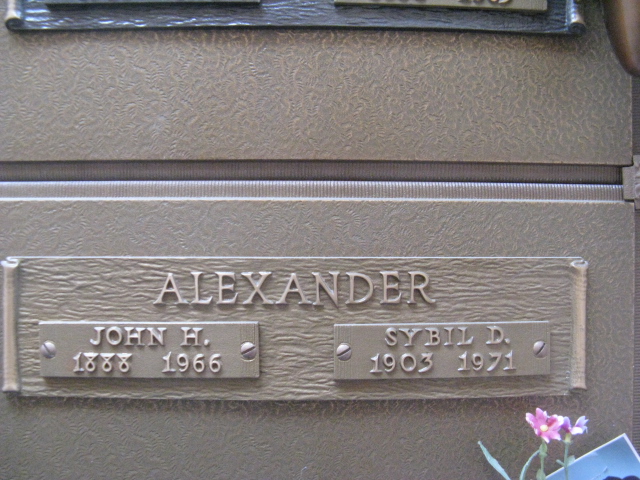 ALEXANDER
JOHN H.
1888 1966
SYBIL D.
1903 1971